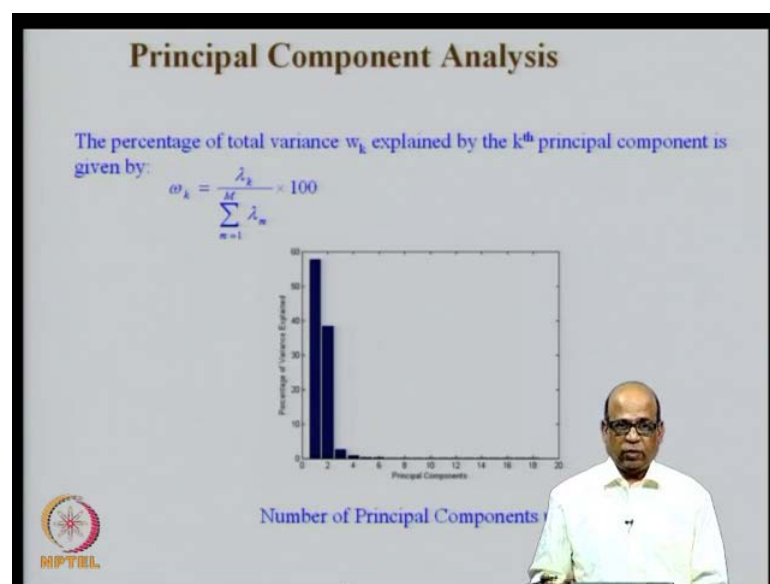 Principal Component Analysis
The percentage of total variance wₖ explained by the kᵗʰ principal component is
given by:
ωₖ = λₖ / ∑ₘ₌₁ᴹ λₘ × 100
60
50
40
30
20
10
0
Percentage of Variance Explained
0 2 4 6 8 10 12 14 16 18 20
Principal Components
Number of Principal Components
NPTEL